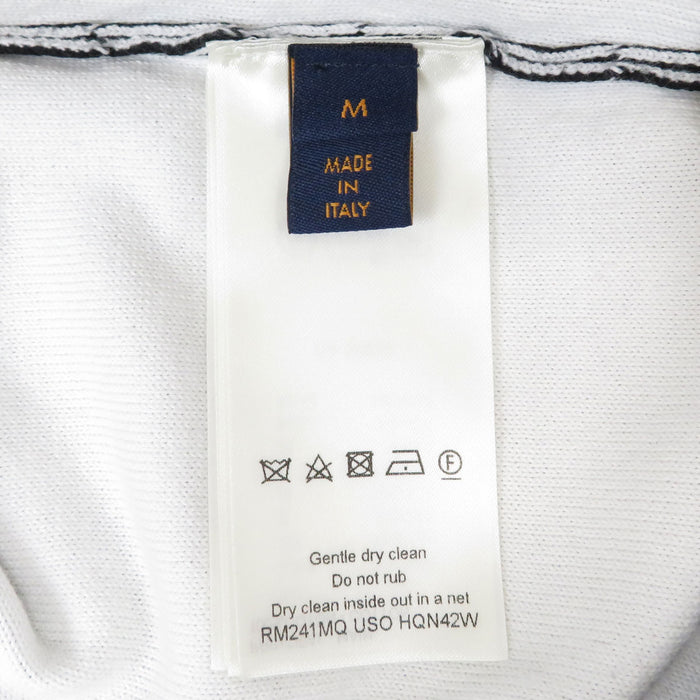 M
MADE
IN
ITALY
F
Gentle dry clean
Do not rub
Dry clean inside out in a net
RM241MQ USO HQN42W